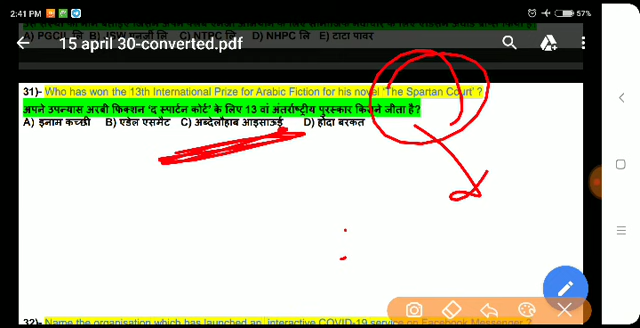 2:41 PM
57%
A) PGCIL लि B) JSW एनर्जी लि C) NTPC लि D) NHPC लि E) टाटा पावर
15 april 30-converted.pdf
31)- Who has won the 13th International Prize for Arabic Fiction for his novel 'The Spartan Court' ?
अपने उपन्यास अरबी फिक्शन 'द स्पार्टन कोर्ट' के लिए 13 वां अंतर्राष्ट्रीय पुरस्कार किसने जीता है?
A) इनाम कच्छी B) एडेल एसमैट C) अब्देलौहाब आइसाऊई D) होदा बरकत
32)- Name the organisation which has launched an interactive COVID-19 service on Facebook Messenger ?